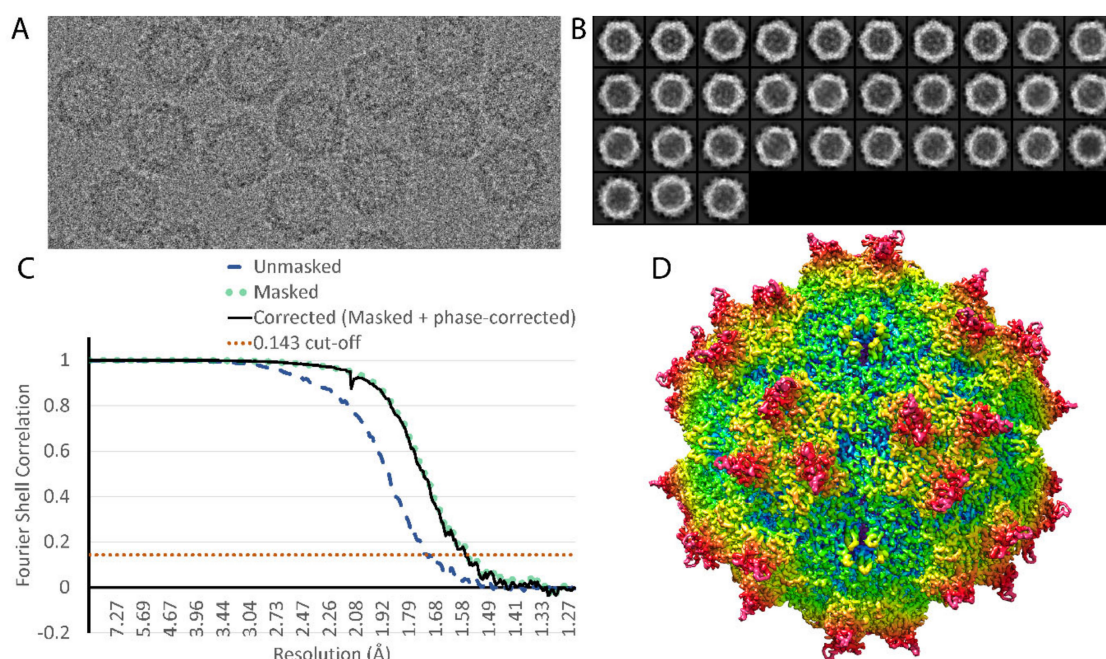 A
B
C
Unmasked
Masked
Corrected (Masked + phase-corrected)
0.143 cut-off
D
Fourier Shell Correlation
1
0.8
0.6
0.4
0.2
0
-0.2
7.27
5.69
4.67
3.96
3.44
3.04
2.73
2.47
2.26
2.08
1.92
1.79
1.68
1.58
1.49
1.41
1.33
1.27
Resolution (Å)